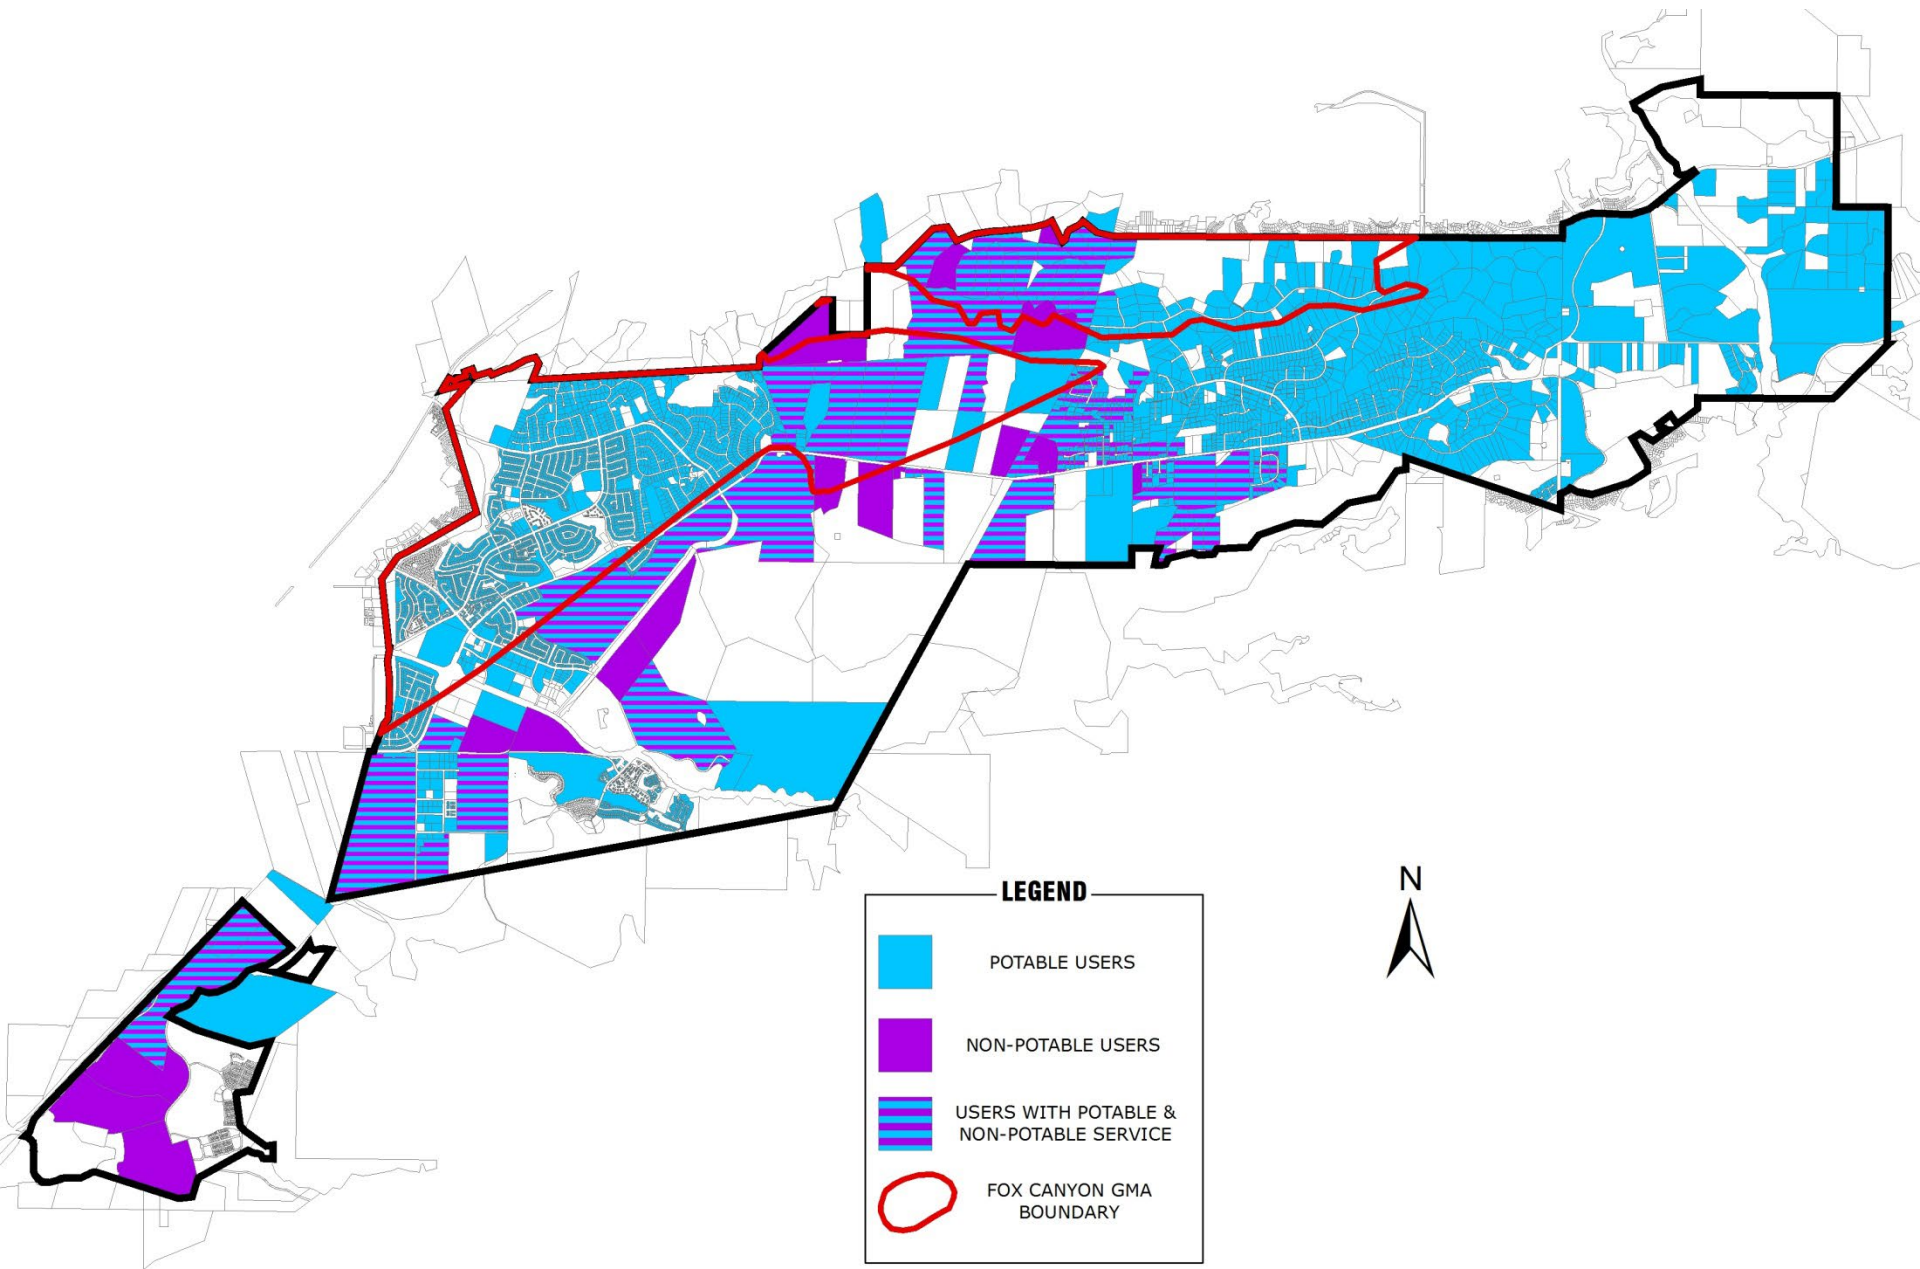 N
LEGEND
POTABLE USERS
NON-POTABLE USERS
USERS WITH POTABLE &
NON-POTABLE SERVICE
FOX CANYON GMA
BOUNDARY